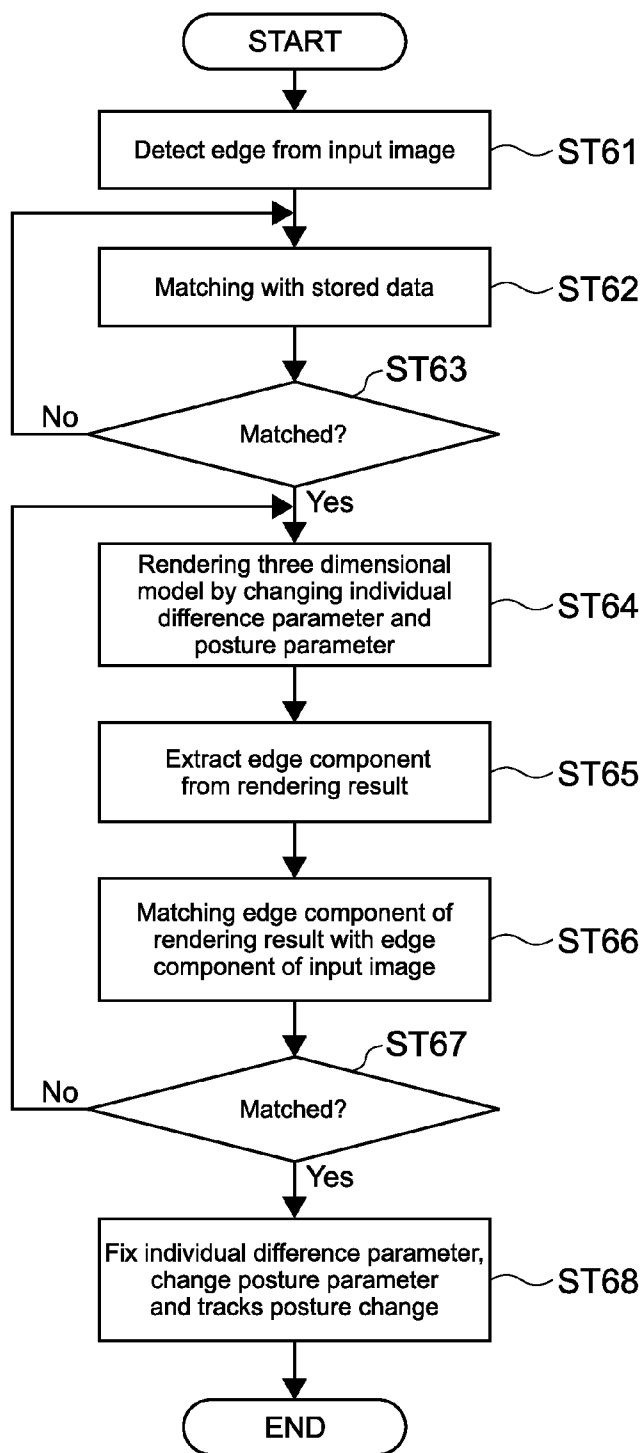 START
Detect edge from input image
ST61
Matching with stored data
ST62
ST63
No
Matched?
Yes
Rendering three dimensional
model by changing individual
difference parameter and
posture parameter
ST64
Extract edge component
from rendering result
ST65
Matching edge component of
rendering result with edge
component of input image
ST66
ST67
No
Matched?
Yes
Fix individual difference parameter,
change posture parameter
and tracks posture change
ST68
END